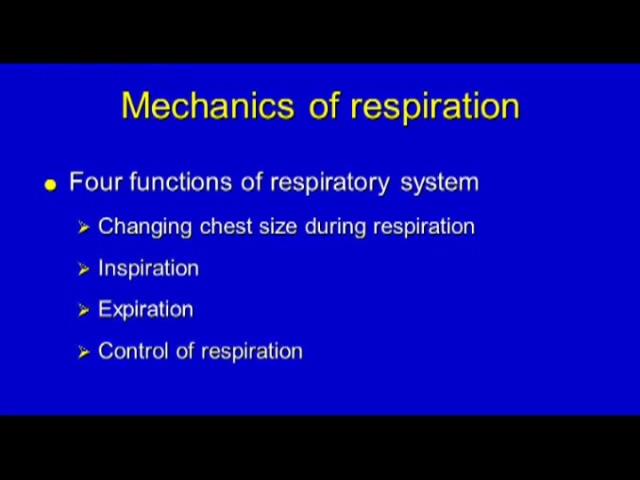 Mechanics of respiration
Four functions of respiratory system
Changing chest size during respiration
Inspiration
Expiration
Control of respiration